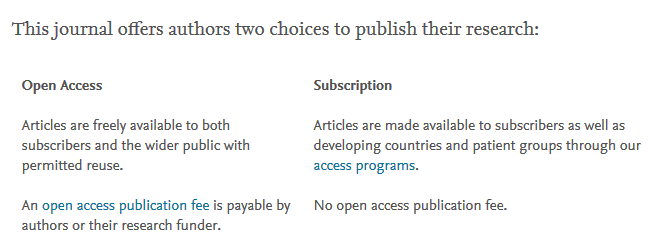 This journal offers authors two choices to publish their research:
Open Access
Articles are freely available to both
subscribers and the wider public with
permitted reuse.
An open access publication fee is payable by
authors or their research funder.
Subscription
Articles are made available to subscribers as well as
developing countries and patient groups through our
access programs.
No open access publication fee.